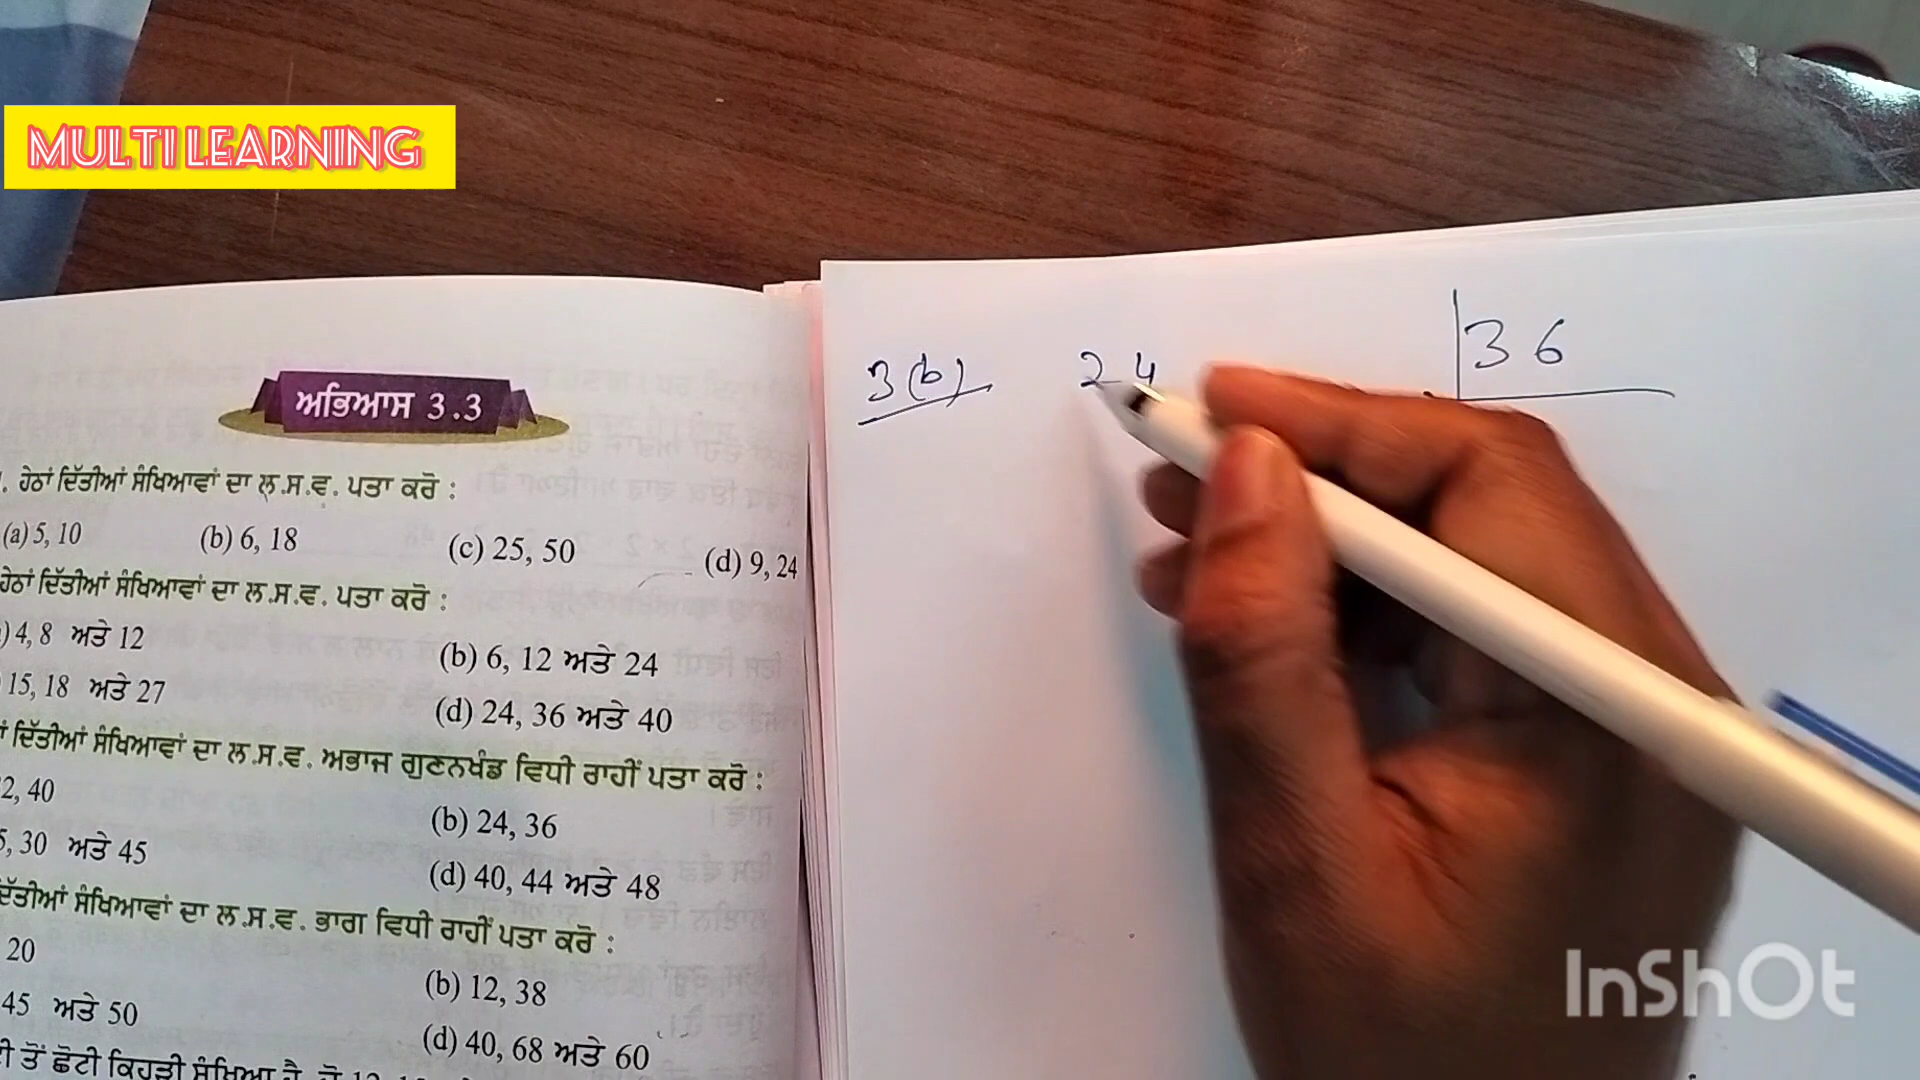 MULTI LEARNING
ਅਭਿਆਸ 3.3
ਹੇਠਾਂ ਦਿੱਤੀਆਂ ਸੰਖਿਆਵਾਂ ਦਾ ਲ.ਸ.ਵ. ਪਤਾ ਕਰੋ :
(a) 5, 10 (b) 6, 18 (c) 25, 50 (d) 9, 24
ਹੇਠਾਂ ਦਿੱਤੀਆਂ ਸੰਖਿਆਵਾਂ ਦਾ ਲ.ਸ.ਵ. ਪਤਾ ਕਰੋ :
) 4, 8 ਅਤੇ 12 (b) 6, 12 ਅਤੇ 24
15, 18 ਅਤੇ 27 (d) 24, 36 ਅਤੇ 40
ਦਿੱਤੀਆਂ ਸੰਖਿਆਵਾਂ ਦਾ ਲ.ਸ.ਵ. ਅਭਾਜ ਗੁਣਨਖੰਡ ਵਿਧੀ ਰਾਹੀਂ ਪਤਾ ਕਰੋ :
2, 40 (b) 24, 36
5, 30 ਅਤੇ 45 (d) 40, 44 ਅਤੇ 48
ਦਿੱਤੀਆਂ ਸੰਖਿਆਵਾਂ ਦਾ ਲ.ਸ.ਵ. ਭਾਗ ਵਿਧੀ ਰਾਹੀਂ ਪਤਾ ਕਰੋ :
20 (b) 12, 38
45 ਅਤੇ 50 (d) 40, 68 ਅਤੇ 60
ਤੋਂ ਛੋਟੀ ਕਿਹੜੀ ਸੰਖਿਆ ਹੈ
3(b) 24 36
InShOt